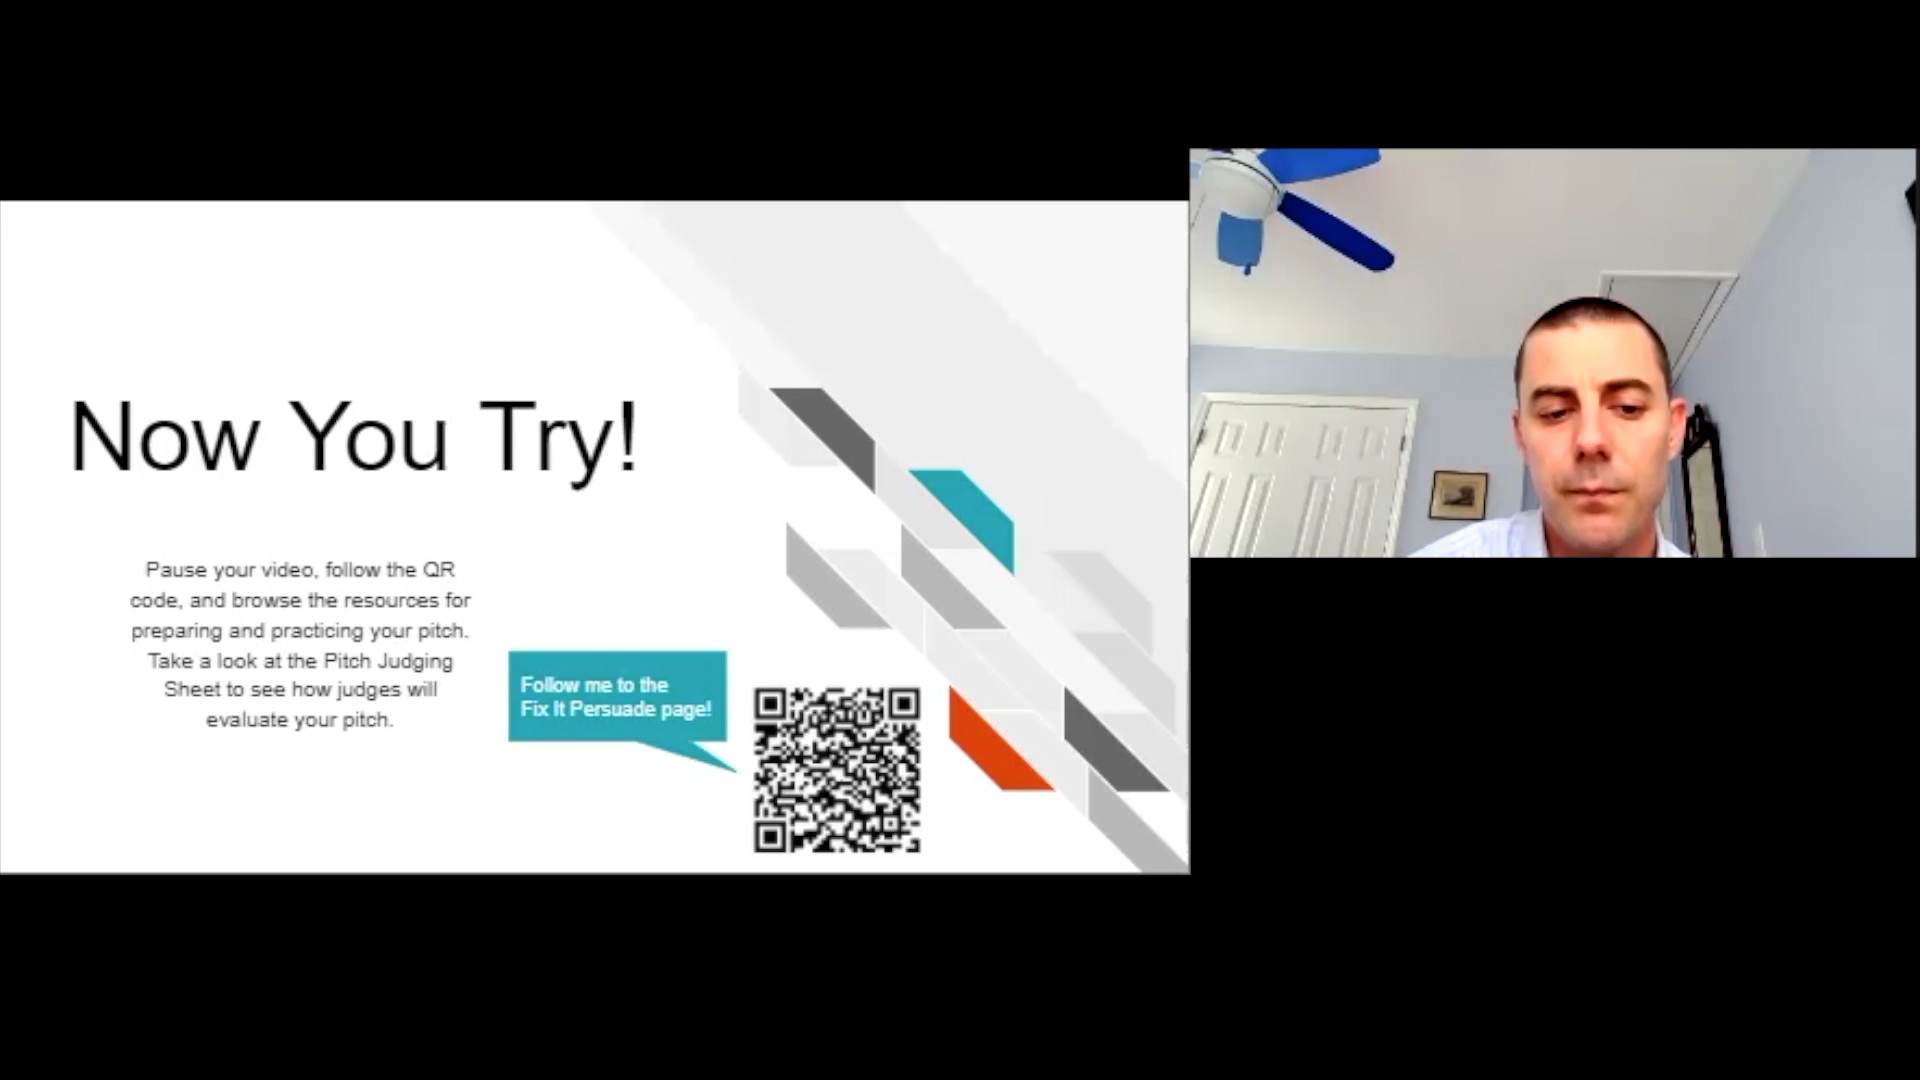 Now You Try!
Pause your video, follow the QR
code, and browse the resources for
preparing and practicing your pitch.
Take a look at the Pitch Judging
Sheet to see how judges will
evaluate your pitch.
Follow me to the
Fix It Persuade page!